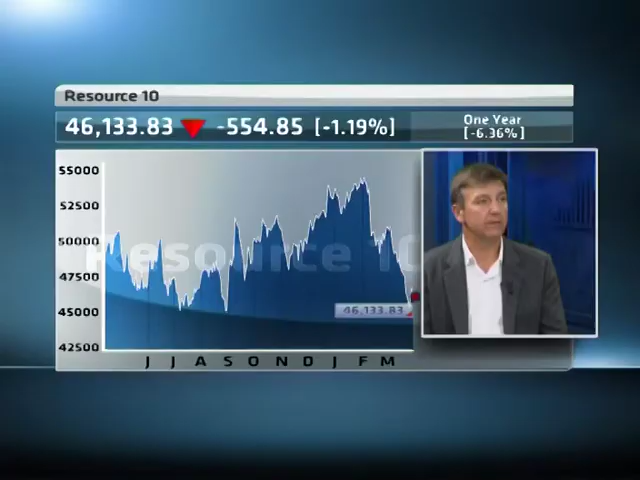 Resource 10
46,133.83 -554.85 [-1.19%]
One Year
[-6.36%]
55000
52500
50000
47500
45000
42500
Resource 10
46,133.83
J J A S O N D J F M